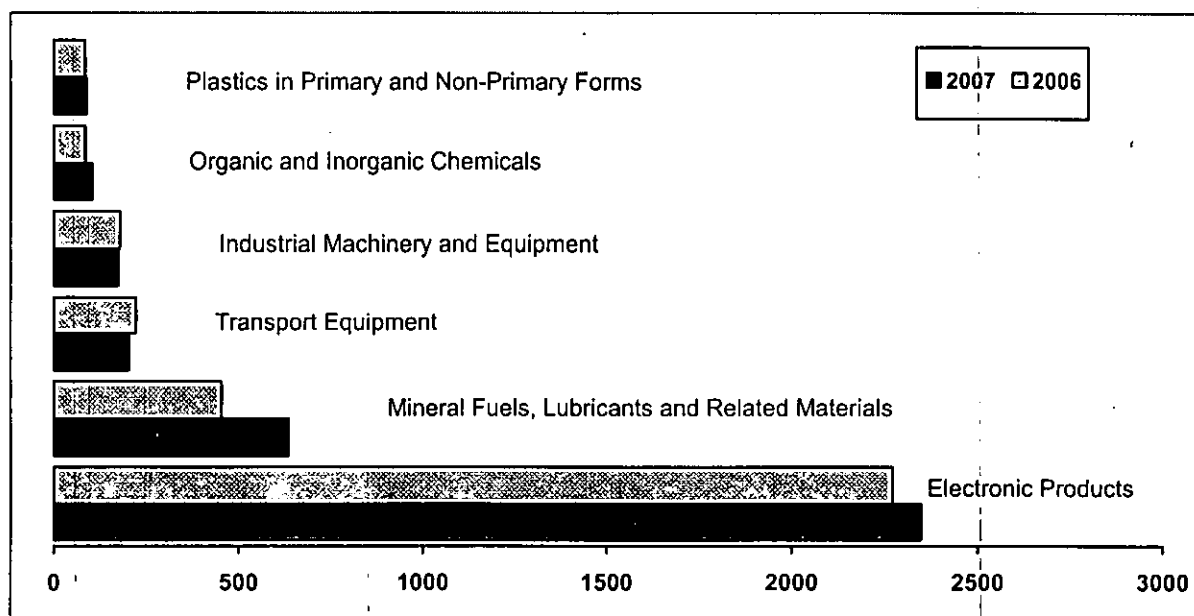 Plastics in Primary and Non-Primary Forms
2007 2006
Organic and Inorganic Chemicals
Industrial Machinery and Equipment
Transport Equipment
Mineral Fuels, Lubricants and Related Materials
Electronic Products
0 500 1000 1500 2000 2500 3000